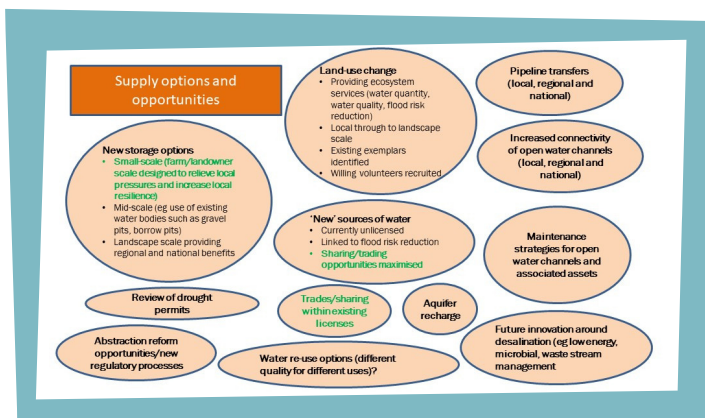 Supply options and
opportunities
Land-use change
• Providing ecosystem
services (water quantity,
water quality, flood risk
reduction)
• Local through to landscape
scale
• Existing exemplars
identified
• Willing volunteers recruited
Pipeline transfers
(local, regional and
national)
New storage options
• Small-scale (farm/landowner
scale designed to relieve local
pressures and increase local
resilience)
• Mid-scale (eg use of existing
water bodies such as gravel
pits, borrow pits)
• Landscape scale providing
regional and national benefits
Increased connectivity
of open water channels
(local, regional and
national)
'New' sources of water
• Currently unlicensed
• Linked to flood risk reduction
• Sharing/trading
opportunities maximised
Maintenance
strategies for open
water channels and
associated assets
Review of drought
permits
Trades/sharing
within existing
licenses
Aquifer
recharge
Abstraction reform
opportunities/new
regulatory processes
Water re-use options (different
quality for different uses)?
Future innovation around
desalination (eg low energy,
microbial, waste stream
management